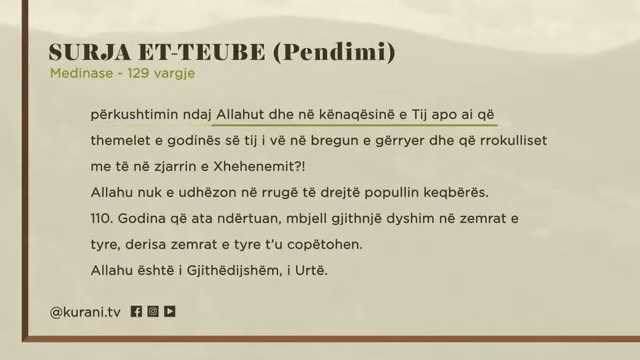 SURJA ET-TEUBE (Pendimi)
Medinase - 129 vargje
përkushtimin ndaj Allahut dhe në kënaqësinë e Tij apo ai që
themelet e godinës së tij i vë në bregun e gërryer dhe që rrokulliset
me të në zjarrin e Xhehenemit?!
Allahu nuk e udhëzon në rrugë të drejtë popullin keqbërës.
110. Godina që ata ndërtuan, mbjell gjithnjë dyshim në zemrat e
tyre, derisa zemrat e tyre t'u copëtohen.
Allahu është i Gjithëdijshëm, i Urtë.
@kurani.tv